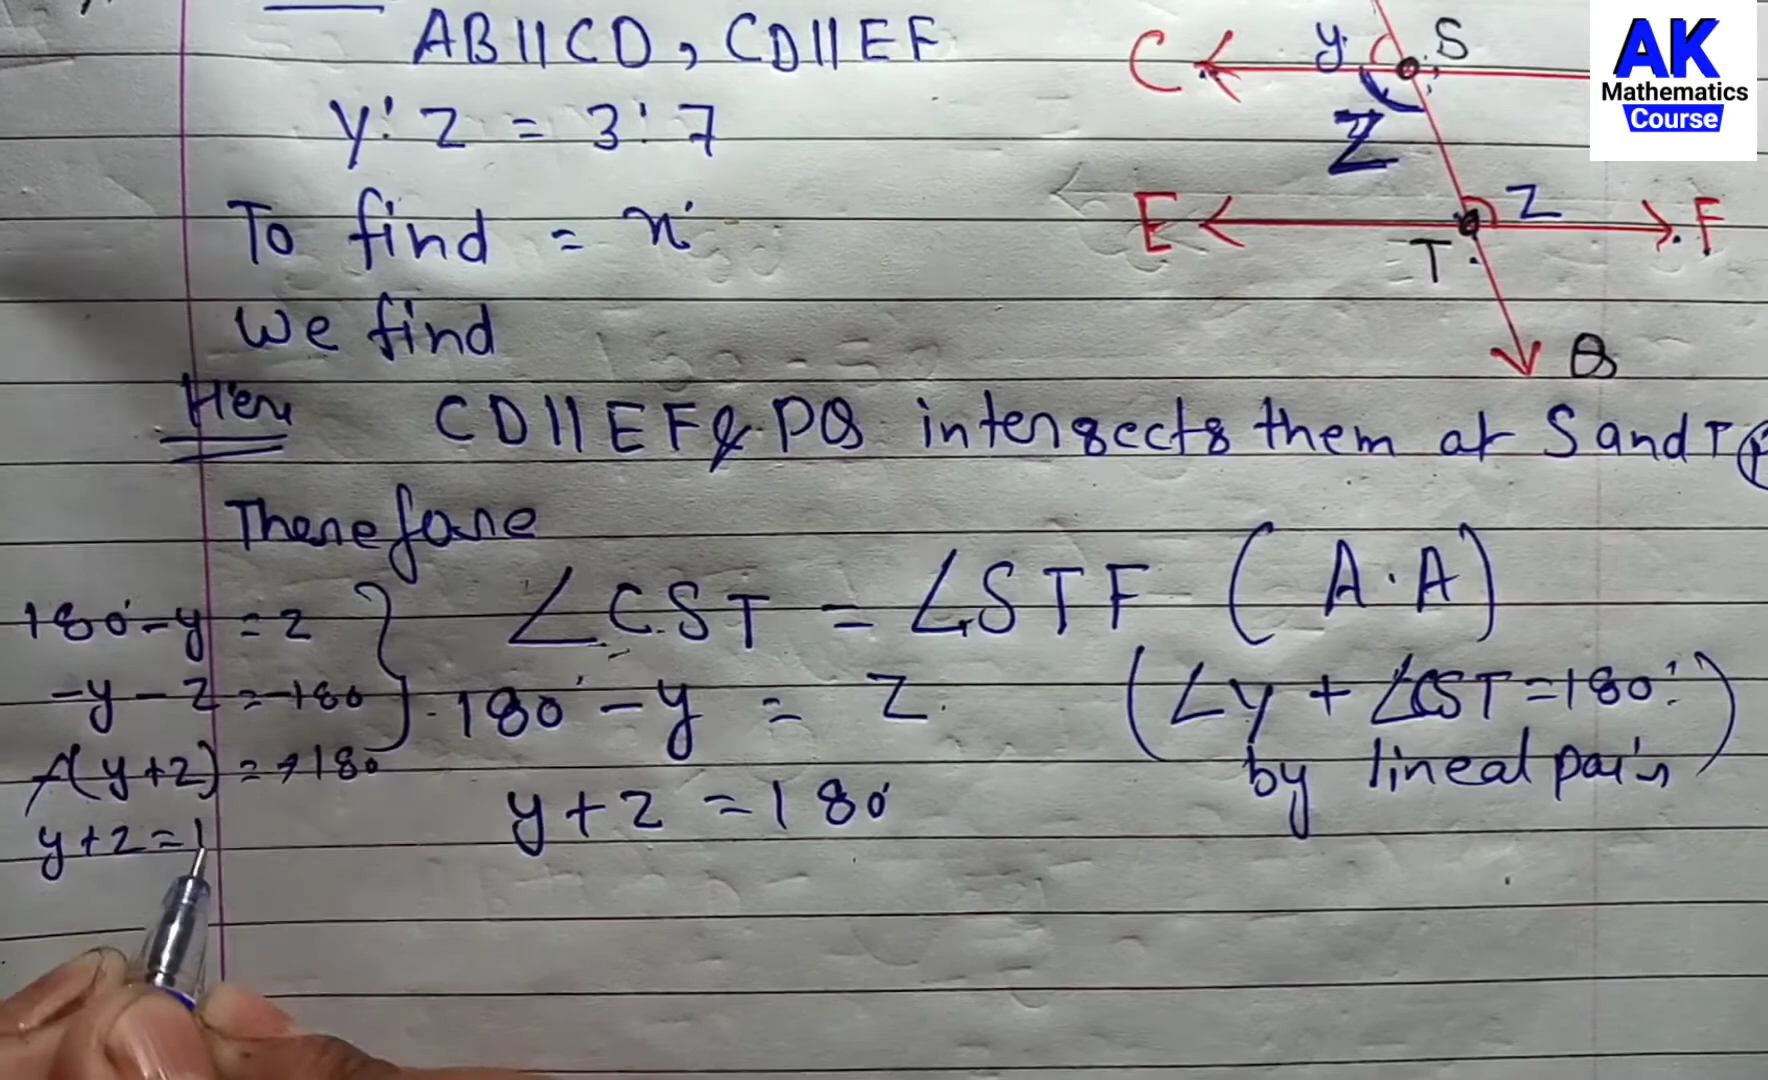 AB||CD, CD||EF
y:z = 3:7
To find = x
We find
Here CD||EF & PQ intersects them at S and T
Therefore
∠CST = ∠STF (A.A)
180-y = z
180°-y = z (∠y + ∠CST = 180°)
-y-z = -180
by lineal pair
-(y+z) = -180
y+z = 180
y+z = 1
C y S
Z
E Z F
T
Q
AK
Mathematics
Course